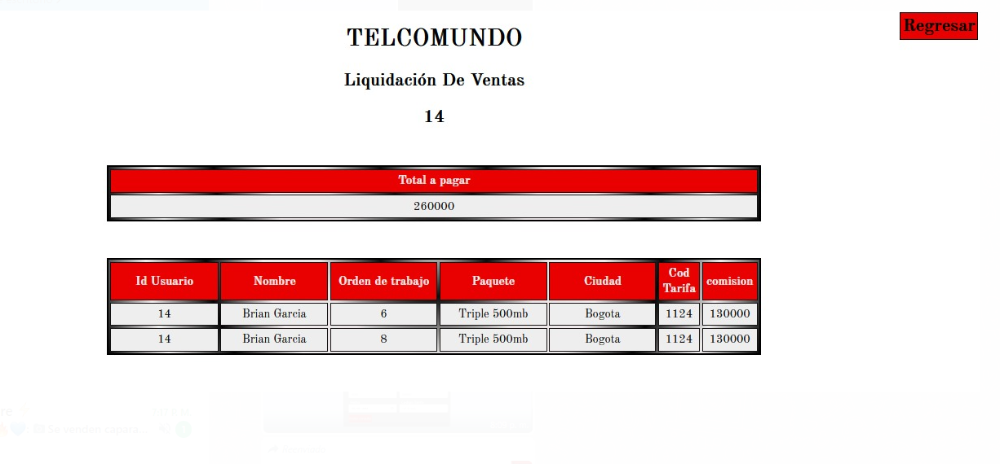 Regresar
TELCOMUNDO
Liquidación De Ventas
14
Total a pagar
260000
Id Usuario Nombre Orden de trabajo Paquete Ciudad Cod Tarifa comision
14 Brian Garcia 6 Triple 500mb Bogota 1124 130000
14 Brian Garcia 8 Triple 500mb Bogota 1124 130000